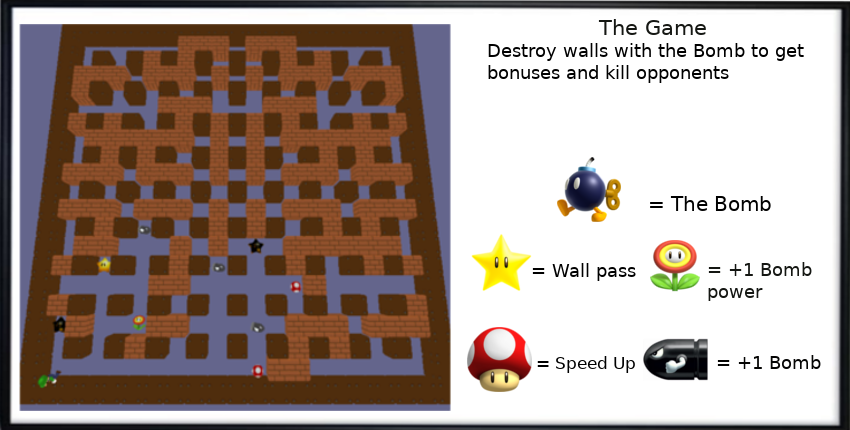 The Game
Destroy walls with the Bomb to get
bonuses and kill opponents
= The Bomb
= Wall pass
= +1 Bomb
power
= Speed Up
= +1 Bomb